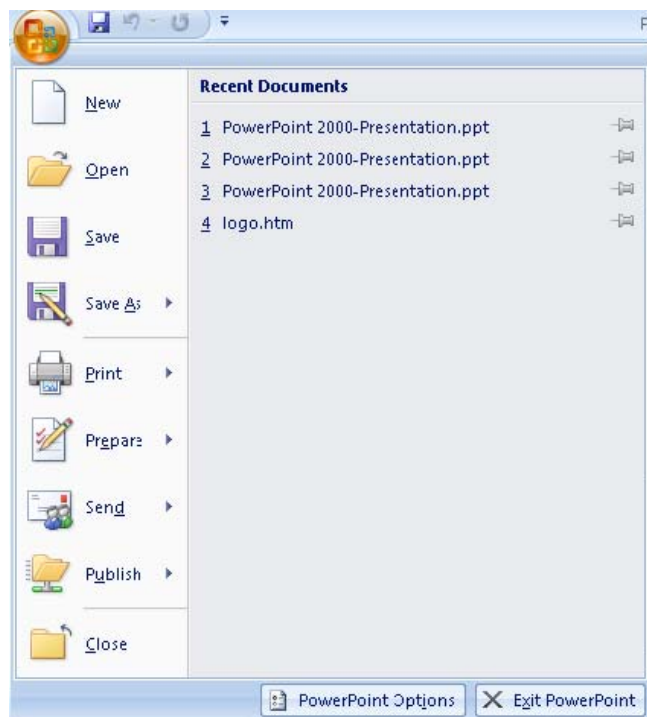 New
Open
Save
Save As
Print
Prepare
Send
Publish
Close
Recent Documents
1 PowerPoint 2000-Presentation.ppt
2 PowerPoint 2000-Presentation.ppt
3 PowerPoint 2000-Presentation.ppt
4 logo.htm
PowerPoint Options
Exit PowerPoint